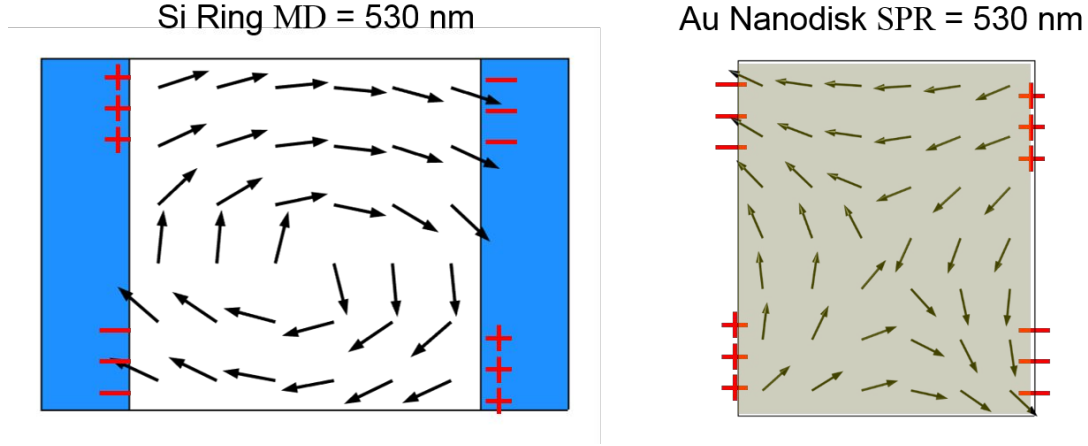 Si Ring MD = 530 nm
Au Nanodisk SPR = 530 nm